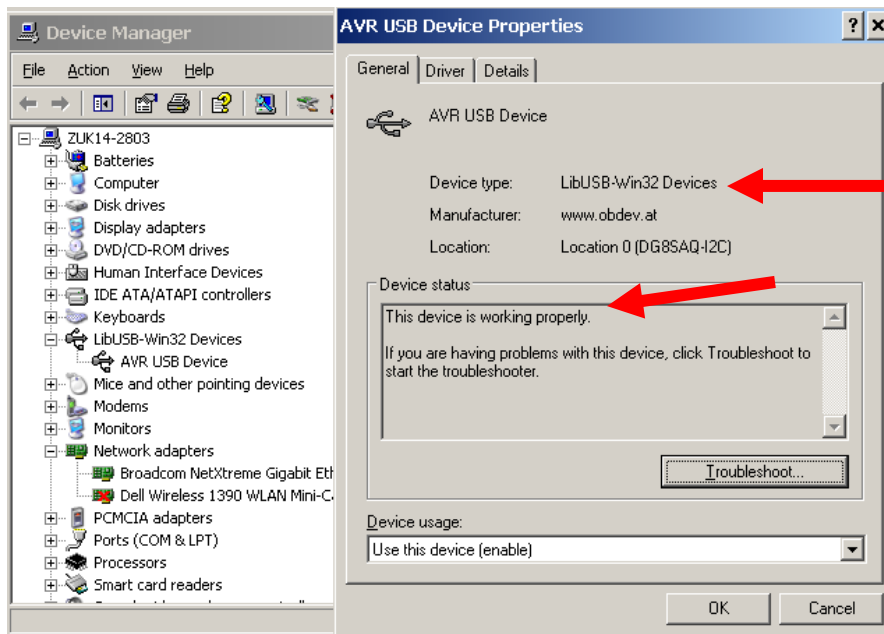 Device Manager
File Action View Help
ZUK14-2803
Batteries
Computer
Disk drives
Display adapters
DVD/CD-ROM drives
Human Interface Devices
IDE ATA/ATAPI controllers
Keyboards
LibUSB-Win32 Devices
AVR USB Device
Mice and other pointing devices
Modems
Monitors
Network adapters
Broadcom NetXtreme Gigabit Eth
Dell Wireless 1390 WLAN Mini-C
PCMCIA adapters
Ports (COM & LPT)
Processors
Smart card readers
AVR USB Device Properties
General Driver Details
AVR USB Device
Device type: LibUSB-Win32 Devices
Manufacturer: www.obdev.at
Location: Location 0 (DG8SAQ-I2C)
Device status
This device is working properly.
If you are having problems with this device, click Troubleshoot to
start the troubleshooter.
Troubleshoot...
Device usage:
Use this device (enable)
OK Cancel